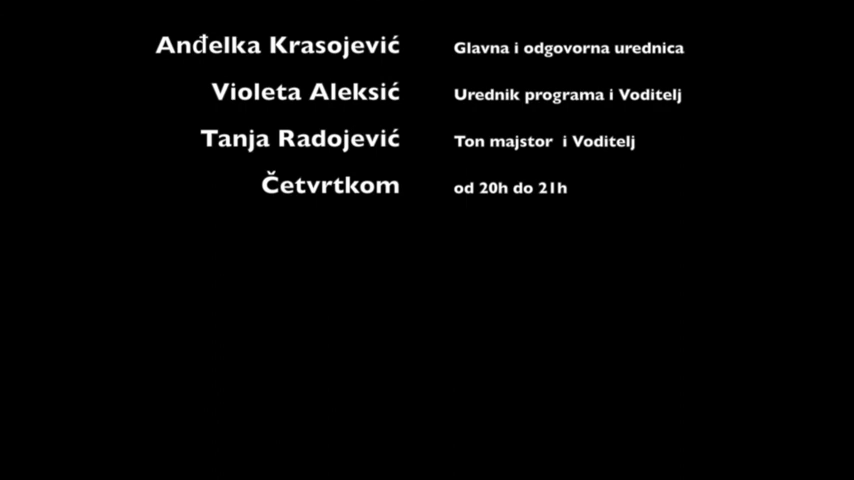 Anđelka Krasojević Glavna i odgovorna urednica
Violeta Aleksić Urednik programa i Voditelj
Tanja Radojević Ton majstor i Voditelj
Četvrtkom od 20h do 21h